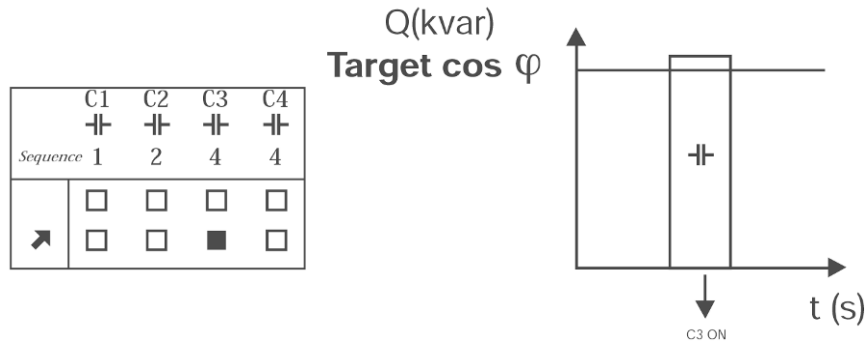 Q(kvar)
Target cos φ
C1 C2 C3 C4
Sequence 1 2 4 4
t (s)
C3 ON